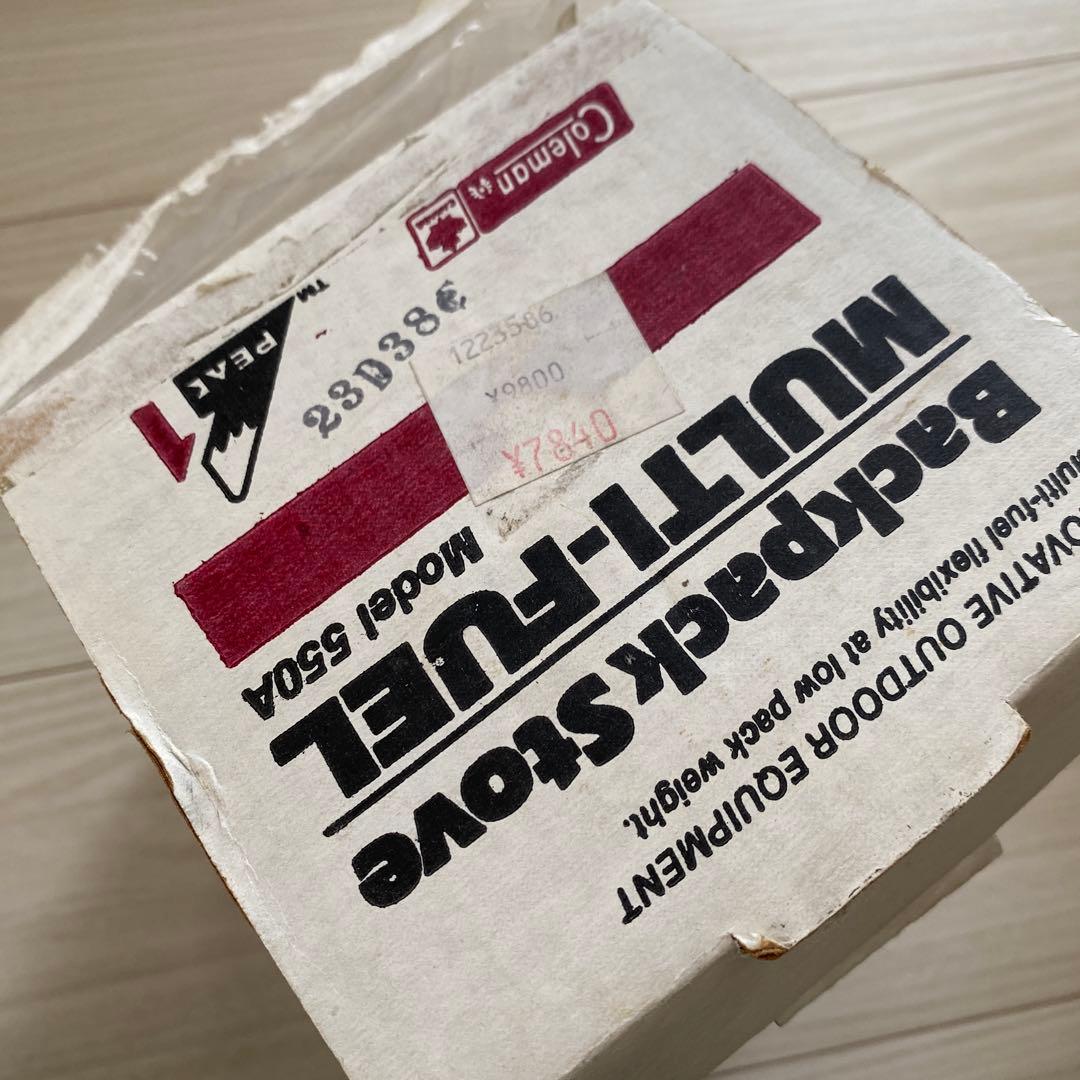 OVATIVE OUTDOOR EQUIPMENT
Multi-fuel flexibility at low pack weight.
Backpack Stove
MULTI-FUEL
Model 550A
1223586
¥9800
¥7840
23D38€
PEAK 1 ™
Coleman